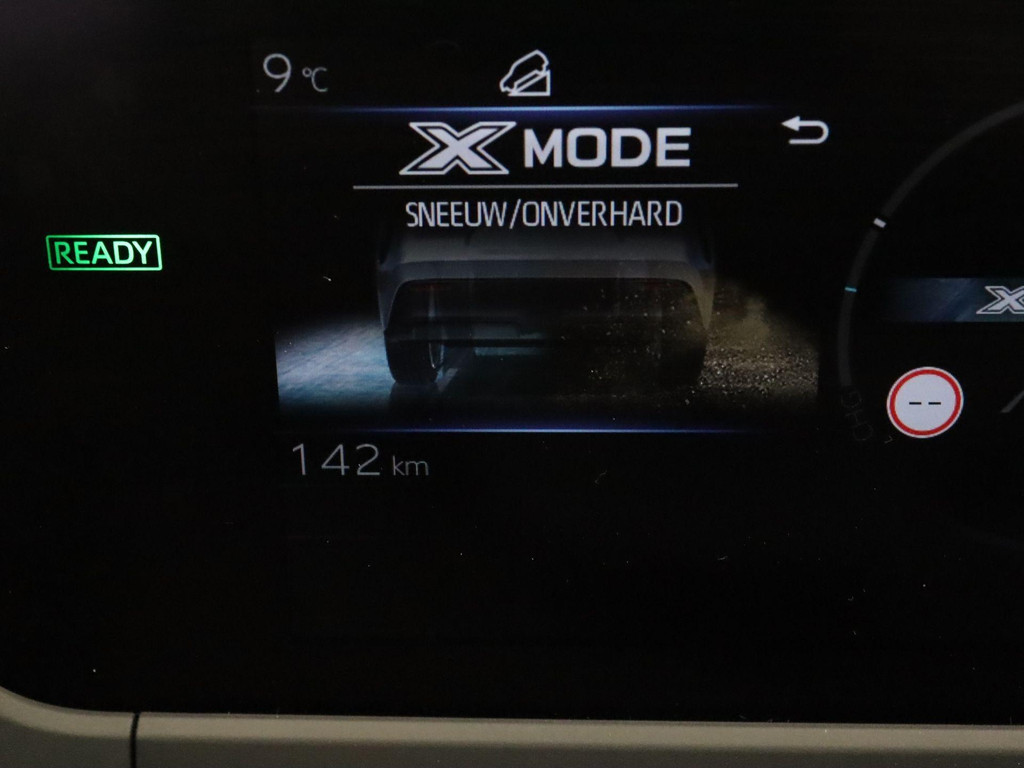 9 °C
X MODE
SNEEUW/ONVERHARD
READY
X
--
142 km